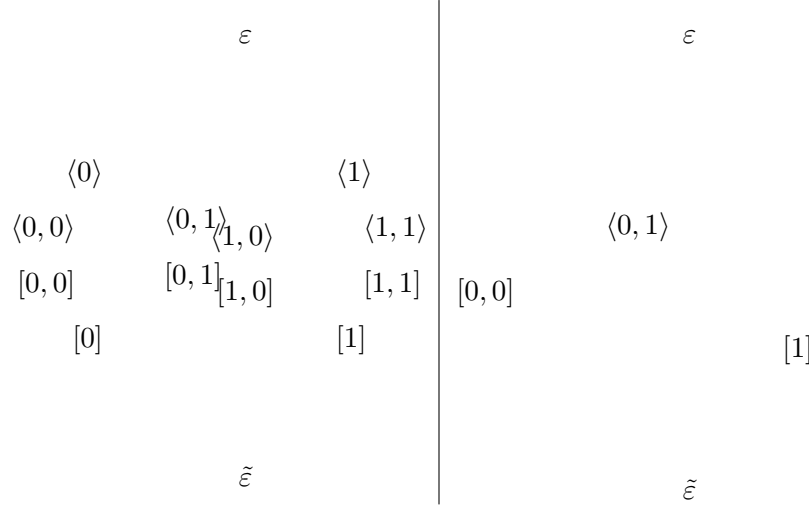 ε ε
⟨0⟩ ⟨1⟩
⟨0, 0⟩ ⟨0, 1⟩ ⟨1, 0⟩ ⟨1, 1⟩ ⟨0, 1⟩
[0, 0] [0, 1] [1, 0] [1, 1] [0, 0]
[0] [1] [1]
ε̃ ε̃